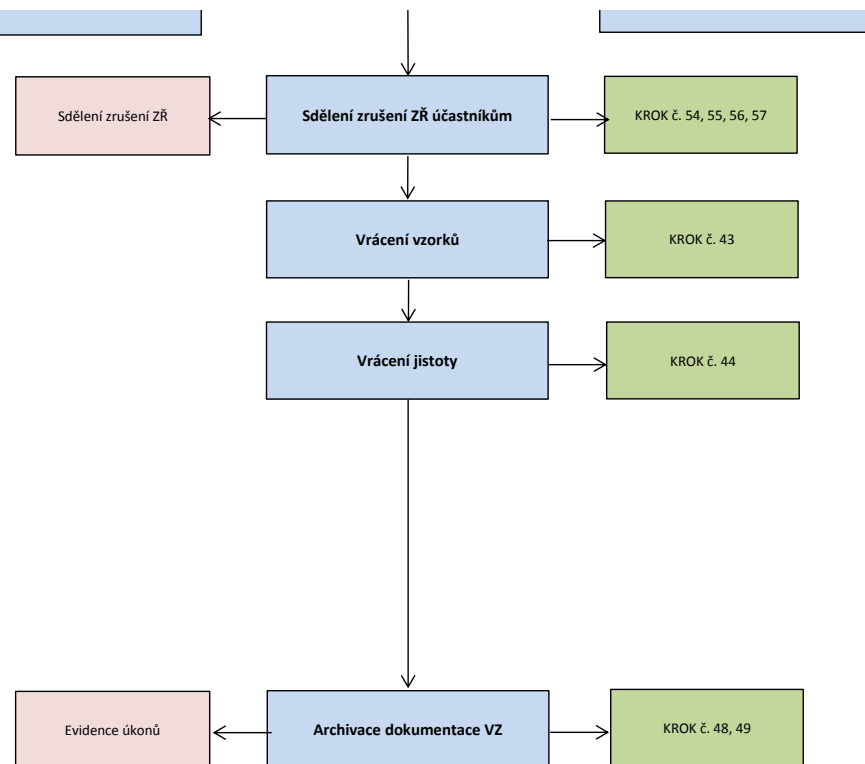 Sdělení zrušení ZŘ
Sdělení zrušení ZŘ účastníkům
KROK č. 54, 55, 56, 57
Vrácení vzorků
KROK č. 43
Vrácení jistoty
KROK č. 44
Evidence úkonů
Archivace dokumentace VZ
KROK č. 48, 49